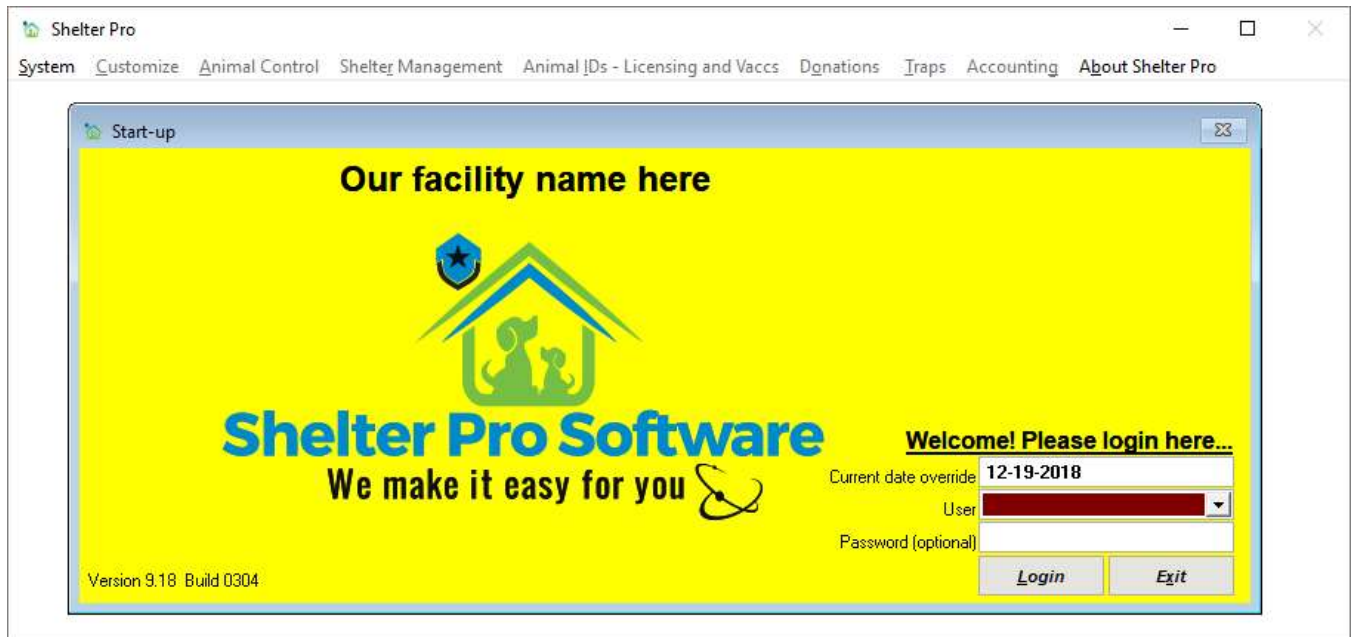 Shelter Pro
System Customize Animal Control Shelter Management Animal IDs - Licensing and Vaccs Donations Traps Accounting About Shelter Pro
Start-up
Our facility name here
Shelter Pro Software
We make it easy for you
Welcome! Please login here...
Current date override 12-19-2018
User
Password (optional)
Version 9.18 Build 0304
Login Exit